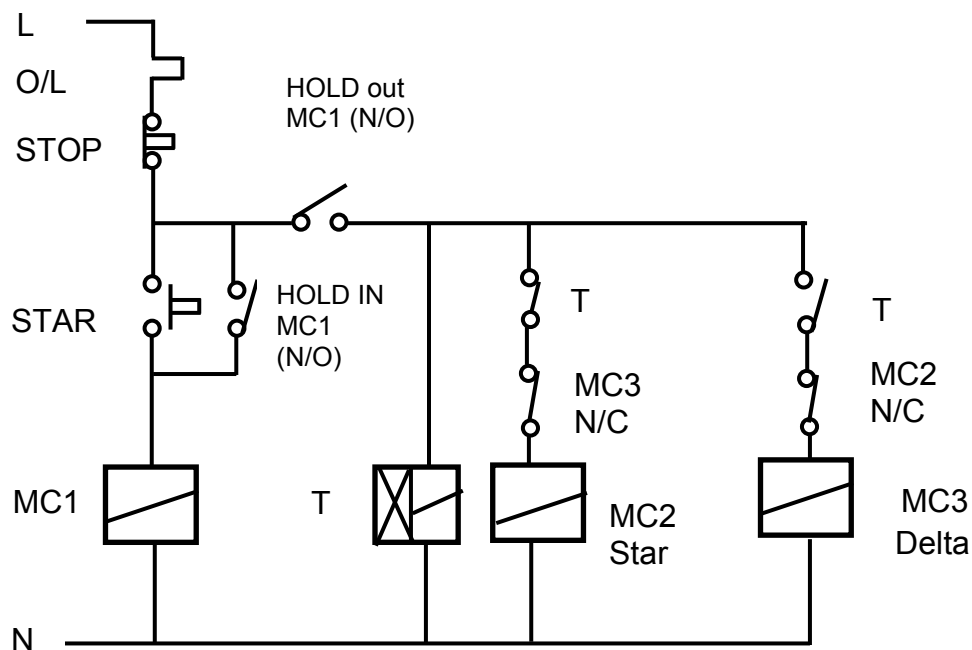 L
O/L
HOLD out
MC1 (N/O)
STOP
STAR
HOLD IN
MC1
(N/O)
T
T
MC3
N/C
MC2
N/C
MC1
T
MC2
Star
MC3
Delta
N